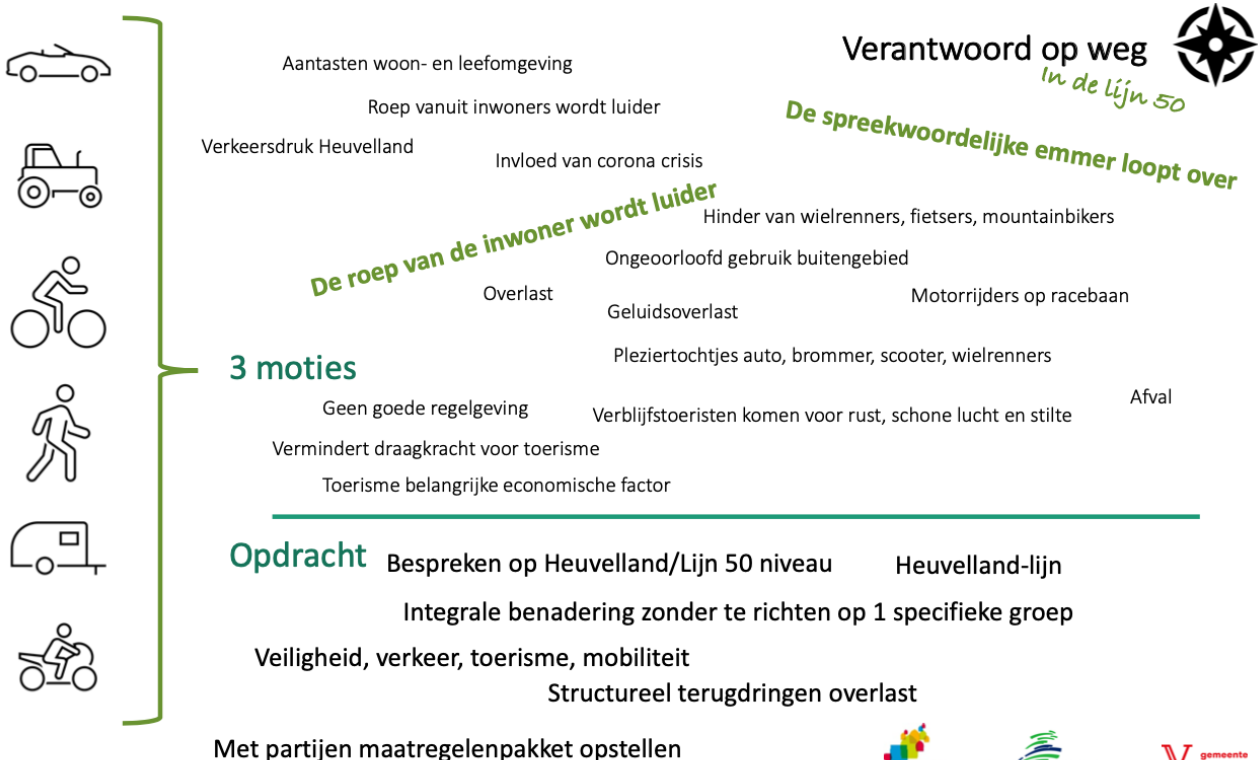 Verantwoord op weg
In de lijn 50
Aantasten woon- en leefomgeving
Roep vanuit inwoners wordt luider
De spreekwoordelijke emmer loopt over
Verkeersdruk Heuvelland
Invloed van corona crisis
De roep van de inwoner wordt luider
Hinder van wielrenners, fietsers, mountainbikers
Ongeoorloofd gebruik buitengebied
Overlast
Motorrijders op racebaan
Geluidsoverlast
Pleziertochtjes auto, brommer, scooter, wielrenners
3 moties
Afval
Geen goede regelgeving
Verblijfstoeristen komen voor rust, schone lucht en stilte
Vermindert draagkracht voor toerisme
Toerisme belangrijke economische factor
Opdracht
Bespreken op Heuvelland/Lijn 50 niveau
Heuvelland-lijn
Integrale benadering zonder te richten op 1 specifieke groep
Veiligheid, verkeer, toerisme, mobiliteit
Structureel terugdringen overlast
Met partijen maatregelenpakket opstellen
gemeente